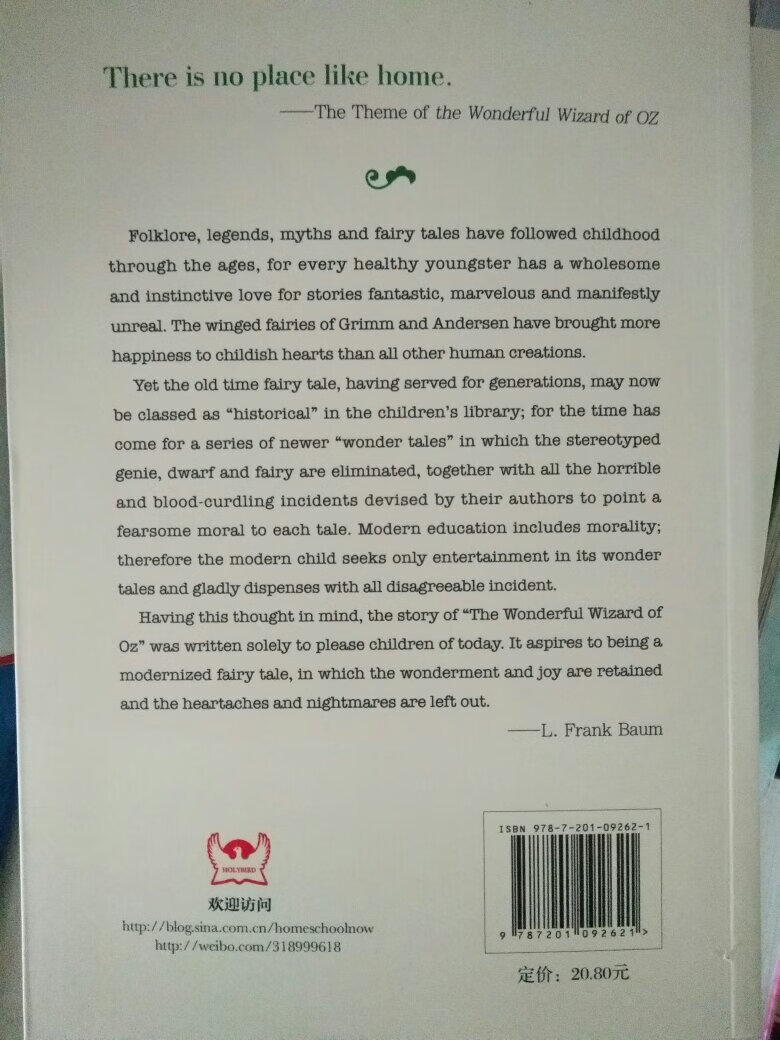 There is no place like home.
——The Theme of the Wonderful Wizard of OZ
Folklore, legends, myths and fairy tales have followed childhood
through the ages, for every healthy youngster has a wholesome
and instinctive love for stories fantastic, marvelous and manifestly
unreal. The winged fairies of Grimm and Andersen have brought more
happiness to childish hearts than all other human creations.
Yet the old time fairy tale, having served for generations, may now
be classed as “historical” in the children’s library; for the time has
come for a series of newer “wonder tales” in which the stereotyped
genie, dwarf and fairy are eliminated, together with all the horrible
and blood-curdling incidents devised by their authors to point a
fearsome moral to each tale. Modern education includes morality;
therefore the modern child seeks only entertainment in its wonder
tales and gladly dispenses with all disagreeable incident.
Having this thought in mind, the story of “The Wonderful Wizard of
Oz” was written solely to please children of today. It aspires to being a
modernized fairy tale, in which the wonderment and joy are retained
and the heartaches and nightmares are left out.
——L. Frank Baum
HOLYBIRD
欢迎访问
http://blog.sina.com.cn/homeschoolnow
http://weibo.com/318999618
ISBN 978-7-201-09262-1
9 787201 092621 >
定价：20.80元